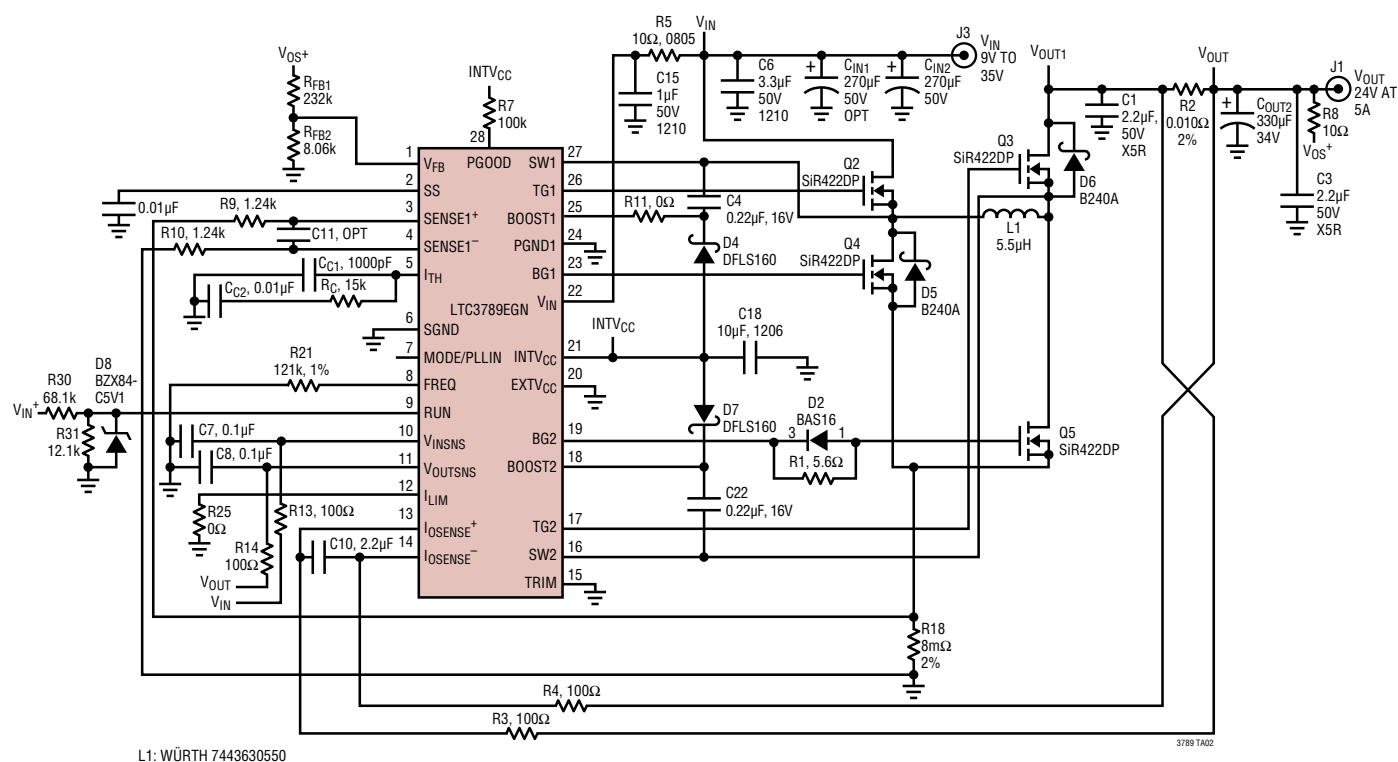 VOS+
RFB1
232k
RFB2
8.06k
INTVCC
R7
100k
R5
10Ω, 0805
VIN
C15
1µF
50V
1210
C6
3.3µF
50V
1210
+
CIN1
270µF
50V
OPT
+
CIN2
270µF
50V
J3
VIN
9V TO
35V
VOUT1
C1
2.2µF,
50V
X5R
R2
0.010Ω
2%
VOUT
+
COUT2
330µF
34V
R8
10Ω
VOS+
J1
VOUT
24V AT
5A
C3
2.2µF
50V
X5R
28
PGOOD
LTC3789EGN
1
VFB
2
SS
3
SENSE1+
4
SENSE1−
5
ITH
6
SGND
7
MODE/PLLIN
8
FREQ
9
RUN
10
VINSNS
11
VOUTSNS
12
ILIM
13
IOSENSE+
14
IOSENSE−
SW1
27
TG1
26
BOOST1
25
PGND1
24
BG1
23
VIN
22
INTVCC
21
EXTVCC
20
BG2
19
BOOST2
18
TG2
17
SW2
16
TRIM
15
0.01µF
R9, 1.24k
R10, 1.24k
C11, OPT
CC1, 1000pF
CC2, 0.01µF
RC, 15k
R21
121k, 1%
D8
BZX84-
C5V1
R30
68.1k
VIN+
R31
12.1k
C7, 0.1µF
C8, 0.1µF
R25
0Ω
R13, 100Ω
R14
100Ω
C10, 2.2µF
VOUT
VIN
R11, 0Ω
C4
0.22µF, 16V
D4
DFLS160
INTVCC
C18
10µF, 1206
D7
DFLS160
D2
BAS16
3
1
R1, 5.6Ω
C22
0.22µF, 16V
Q2
SiR422DP
Q4
SiR422DP
D5
B240A
Q3
SiR422DP
D6
B240A
L1
5.5µH
Q5
SiR422DP
R18
8mΩ
2%
R4, 100Ω
R3, 100Ω
3789 TA02
L1: WÜRTH 7443630550